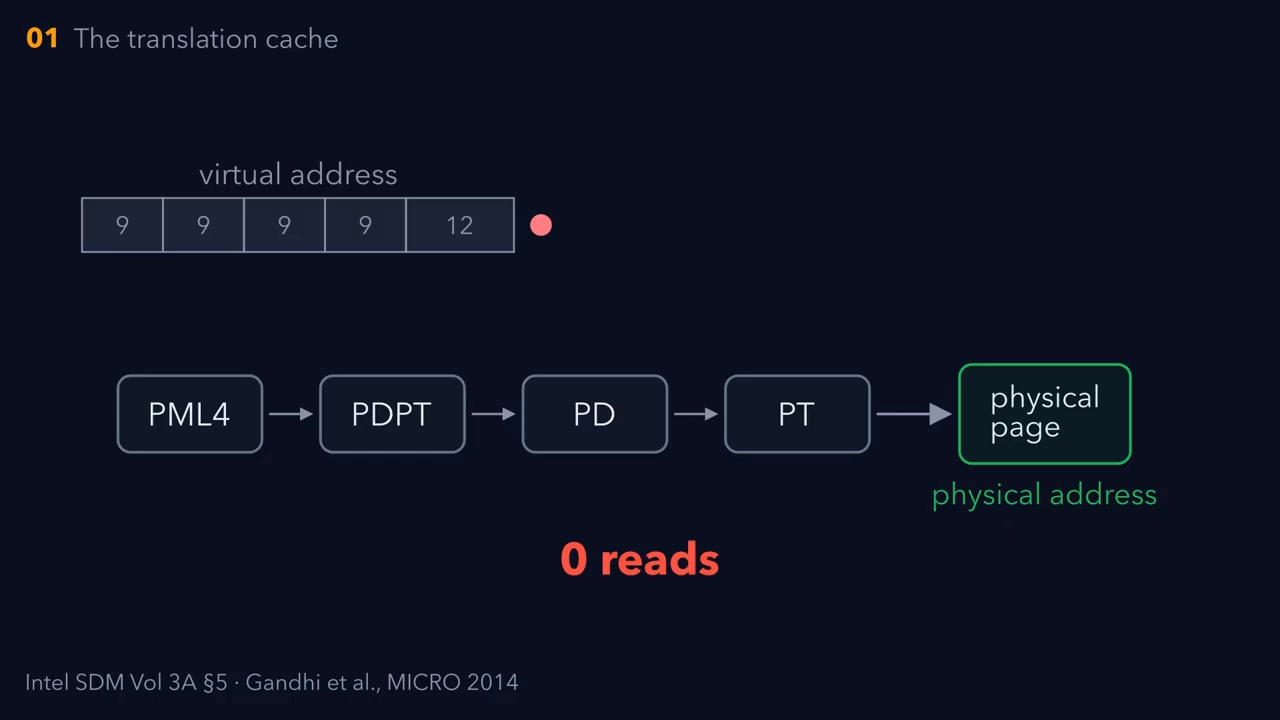 01 The translation cache
virtual address
9 9 9 9 12
PML4 PDPT PD PT
physical
page
physical address
0 reads
Intel SDM Vol 3A §5 · Gandhi et al., MICRO 2014